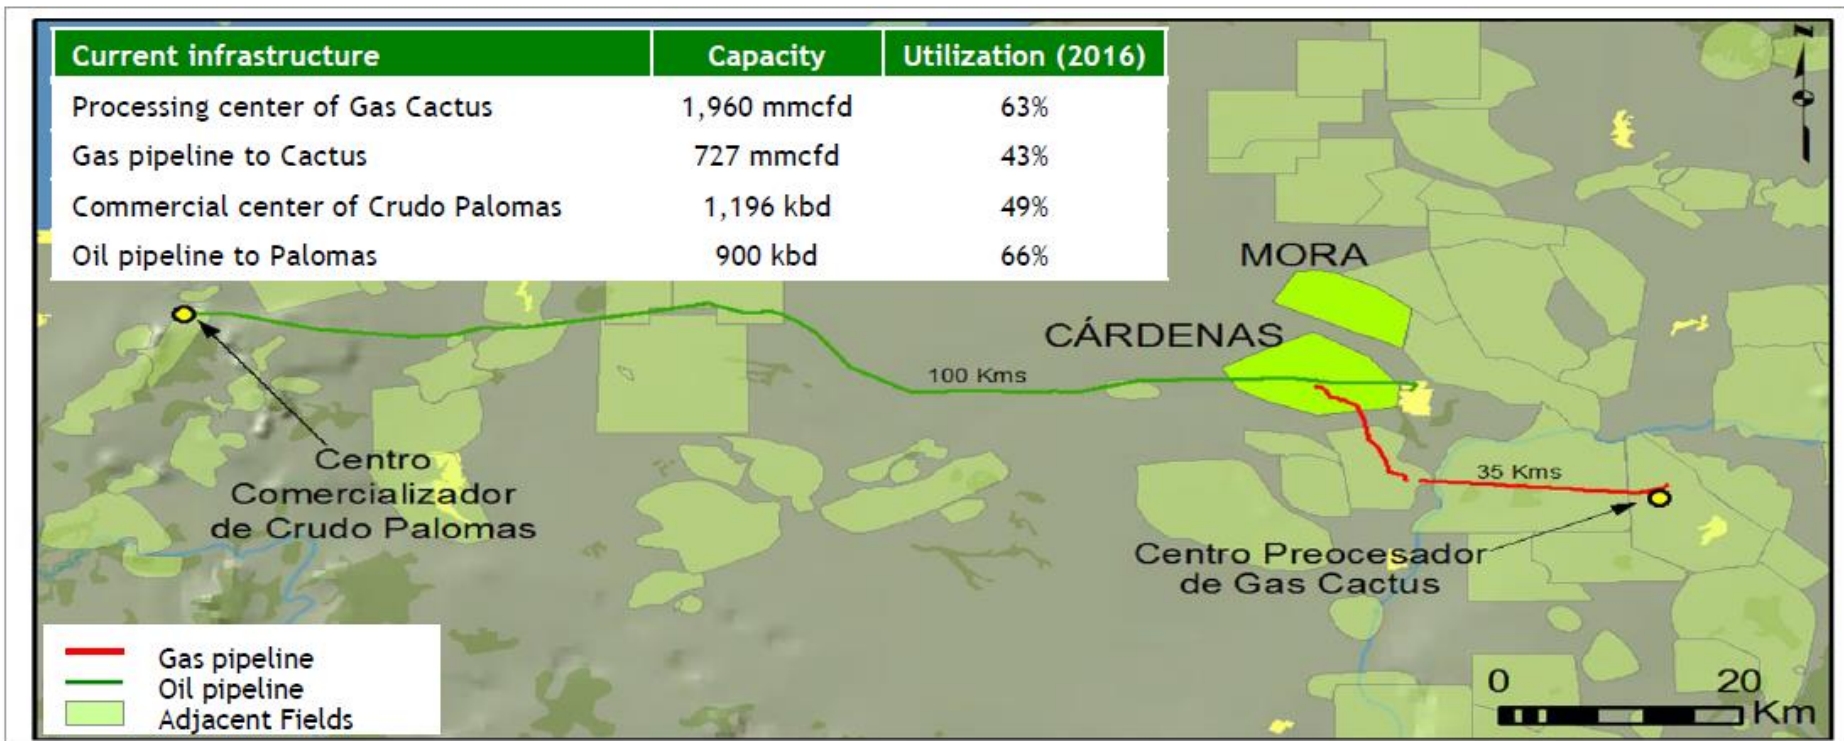 Current infrastructure Capacity Utilization (2016)
Processing center of Gas Cactus 1,960 mmcfd 63%
Gas pipeline to Cactus 727 mmcfd 43%
Commercial center of Crudo Palomas 1,196 kbd 49%
Oil pipeline to Palomas 900 kbd 66%
N
MORA
CÁRDENAS
100 Kms
Centro
Comercializador
de Crudo Palomas
35 Kms
Centro Preocesador
de Gas Cactus
Gas pipeline
Oil pipeline
Adjacent Fields
0 20
Km